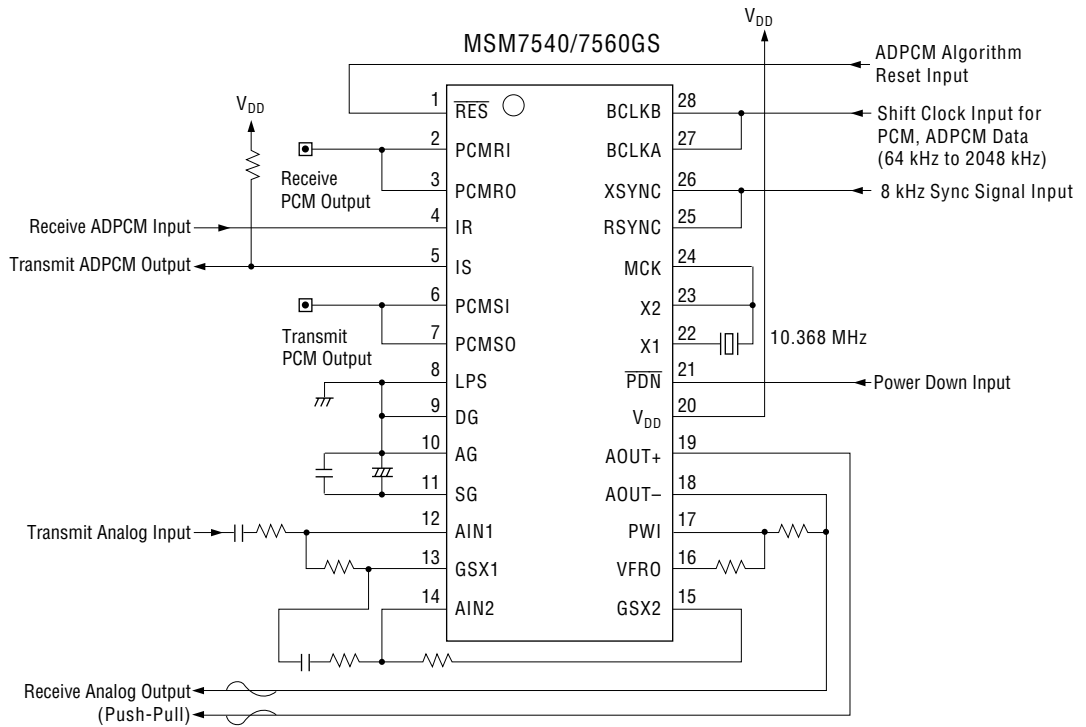 V_DD
MSM7540/7560GS
ADPCM Algorithm
Reset Input
V_DD
1
RES
BCLKB
28
Shift Clock Input for
PCM, ADPCM Data
(64 kHz to 2048 kHz)
2
PCMRI
BCLKA
27
Receive
PCM Output
3
PCMRO
XSYNC
26
8 kHz Sync Signal Input
Receive ADPCM Input
4
IR
RSYNC
25
Transmit ADPCM Output
5
IS
MCK
24
6
PCMSI
X2
23
Transmit
PCM Output
7
PCMSO
X1
22
10.368 MHz
8
LPS
PDN
21
Power Down Input
9
DG
V_DD
20
10
AG
AOUT+
19
11
SG
AOUT–
18
Transmit Analog Input
12
AIN1
PWI
17
13
GSX1
VFRO
16
14
AIN2
GSX2
15
Receive Analog Output
(Push-Pull)